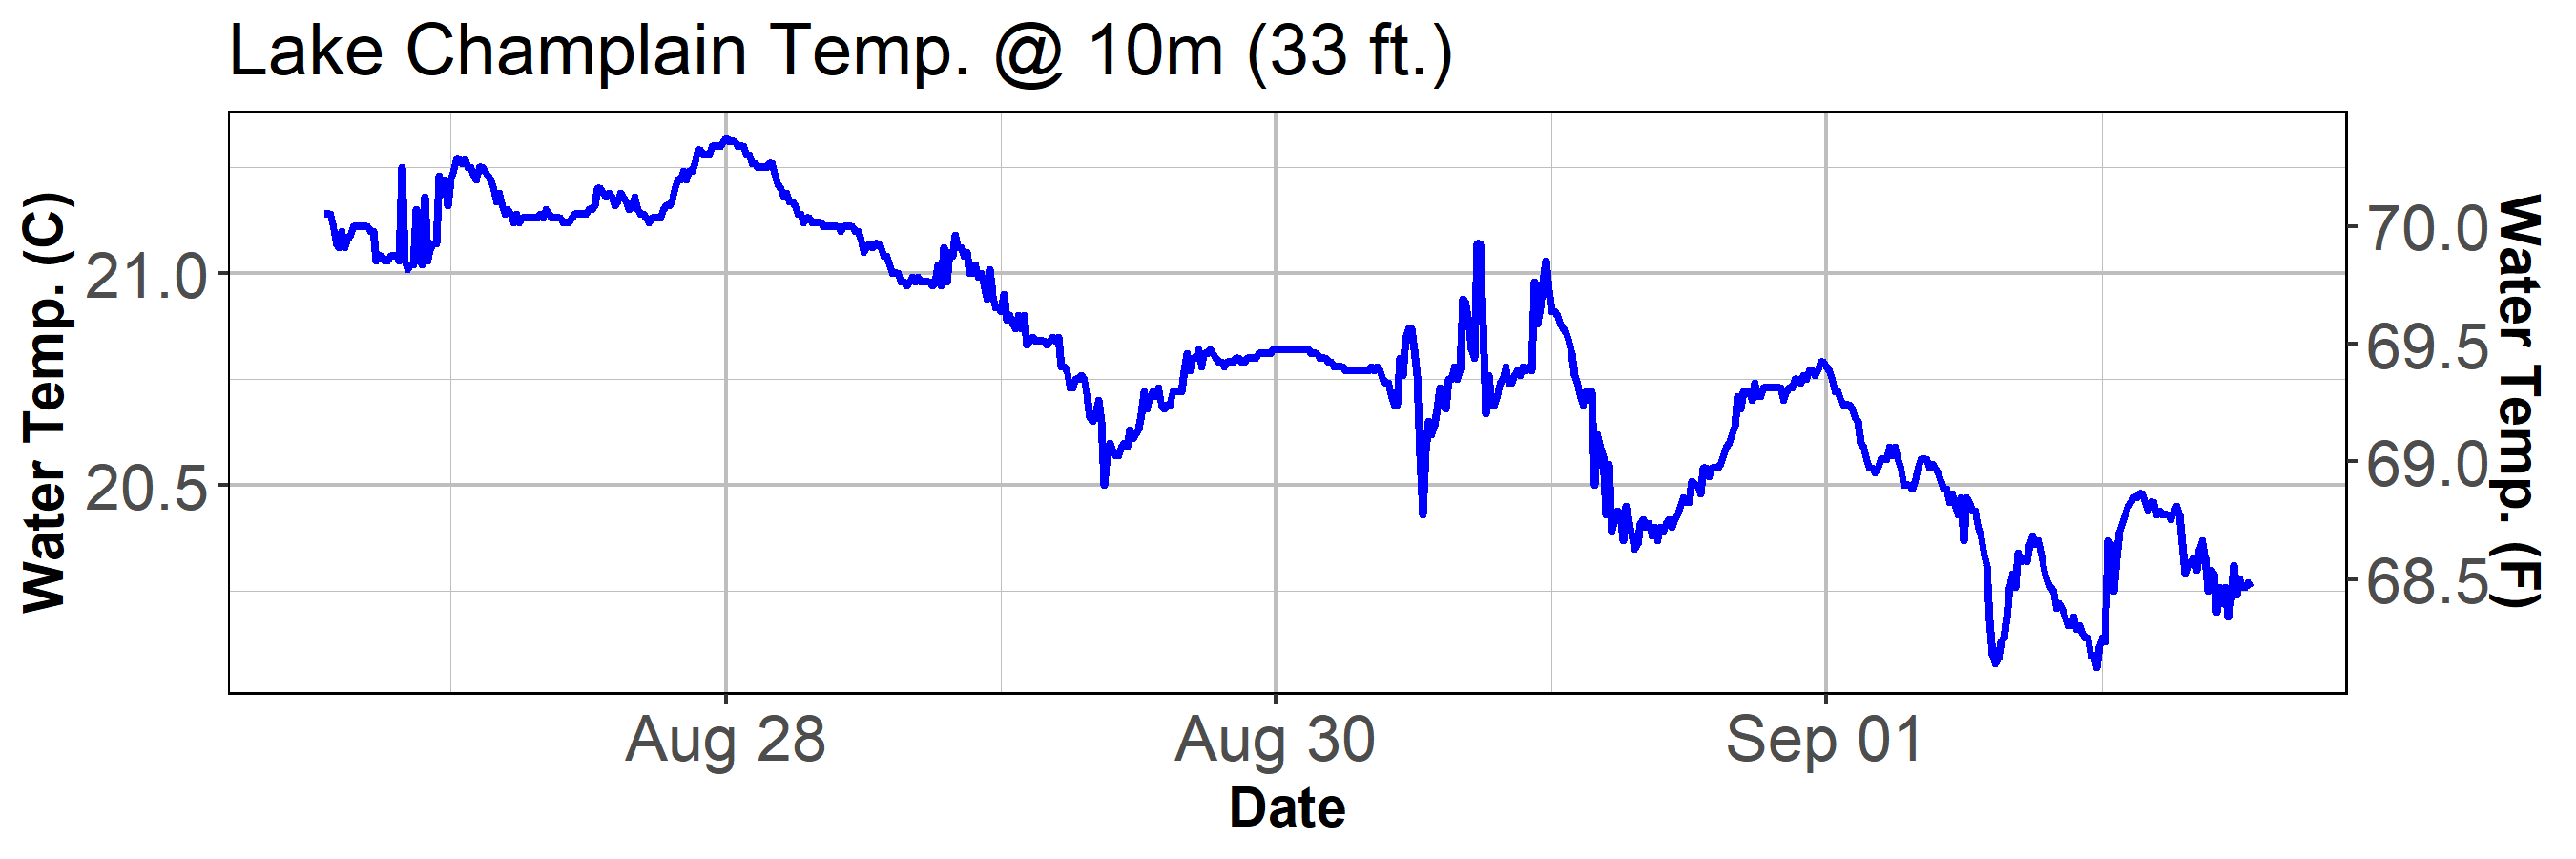 Lake Champlain Temp. @ 10m (33 ft.)
Water Temp. (C)
21.0
20.5
70.0
69.5
69.0
68.5
Water Temp. (F)
Aug 28
Aug 30
Sep 01
Date